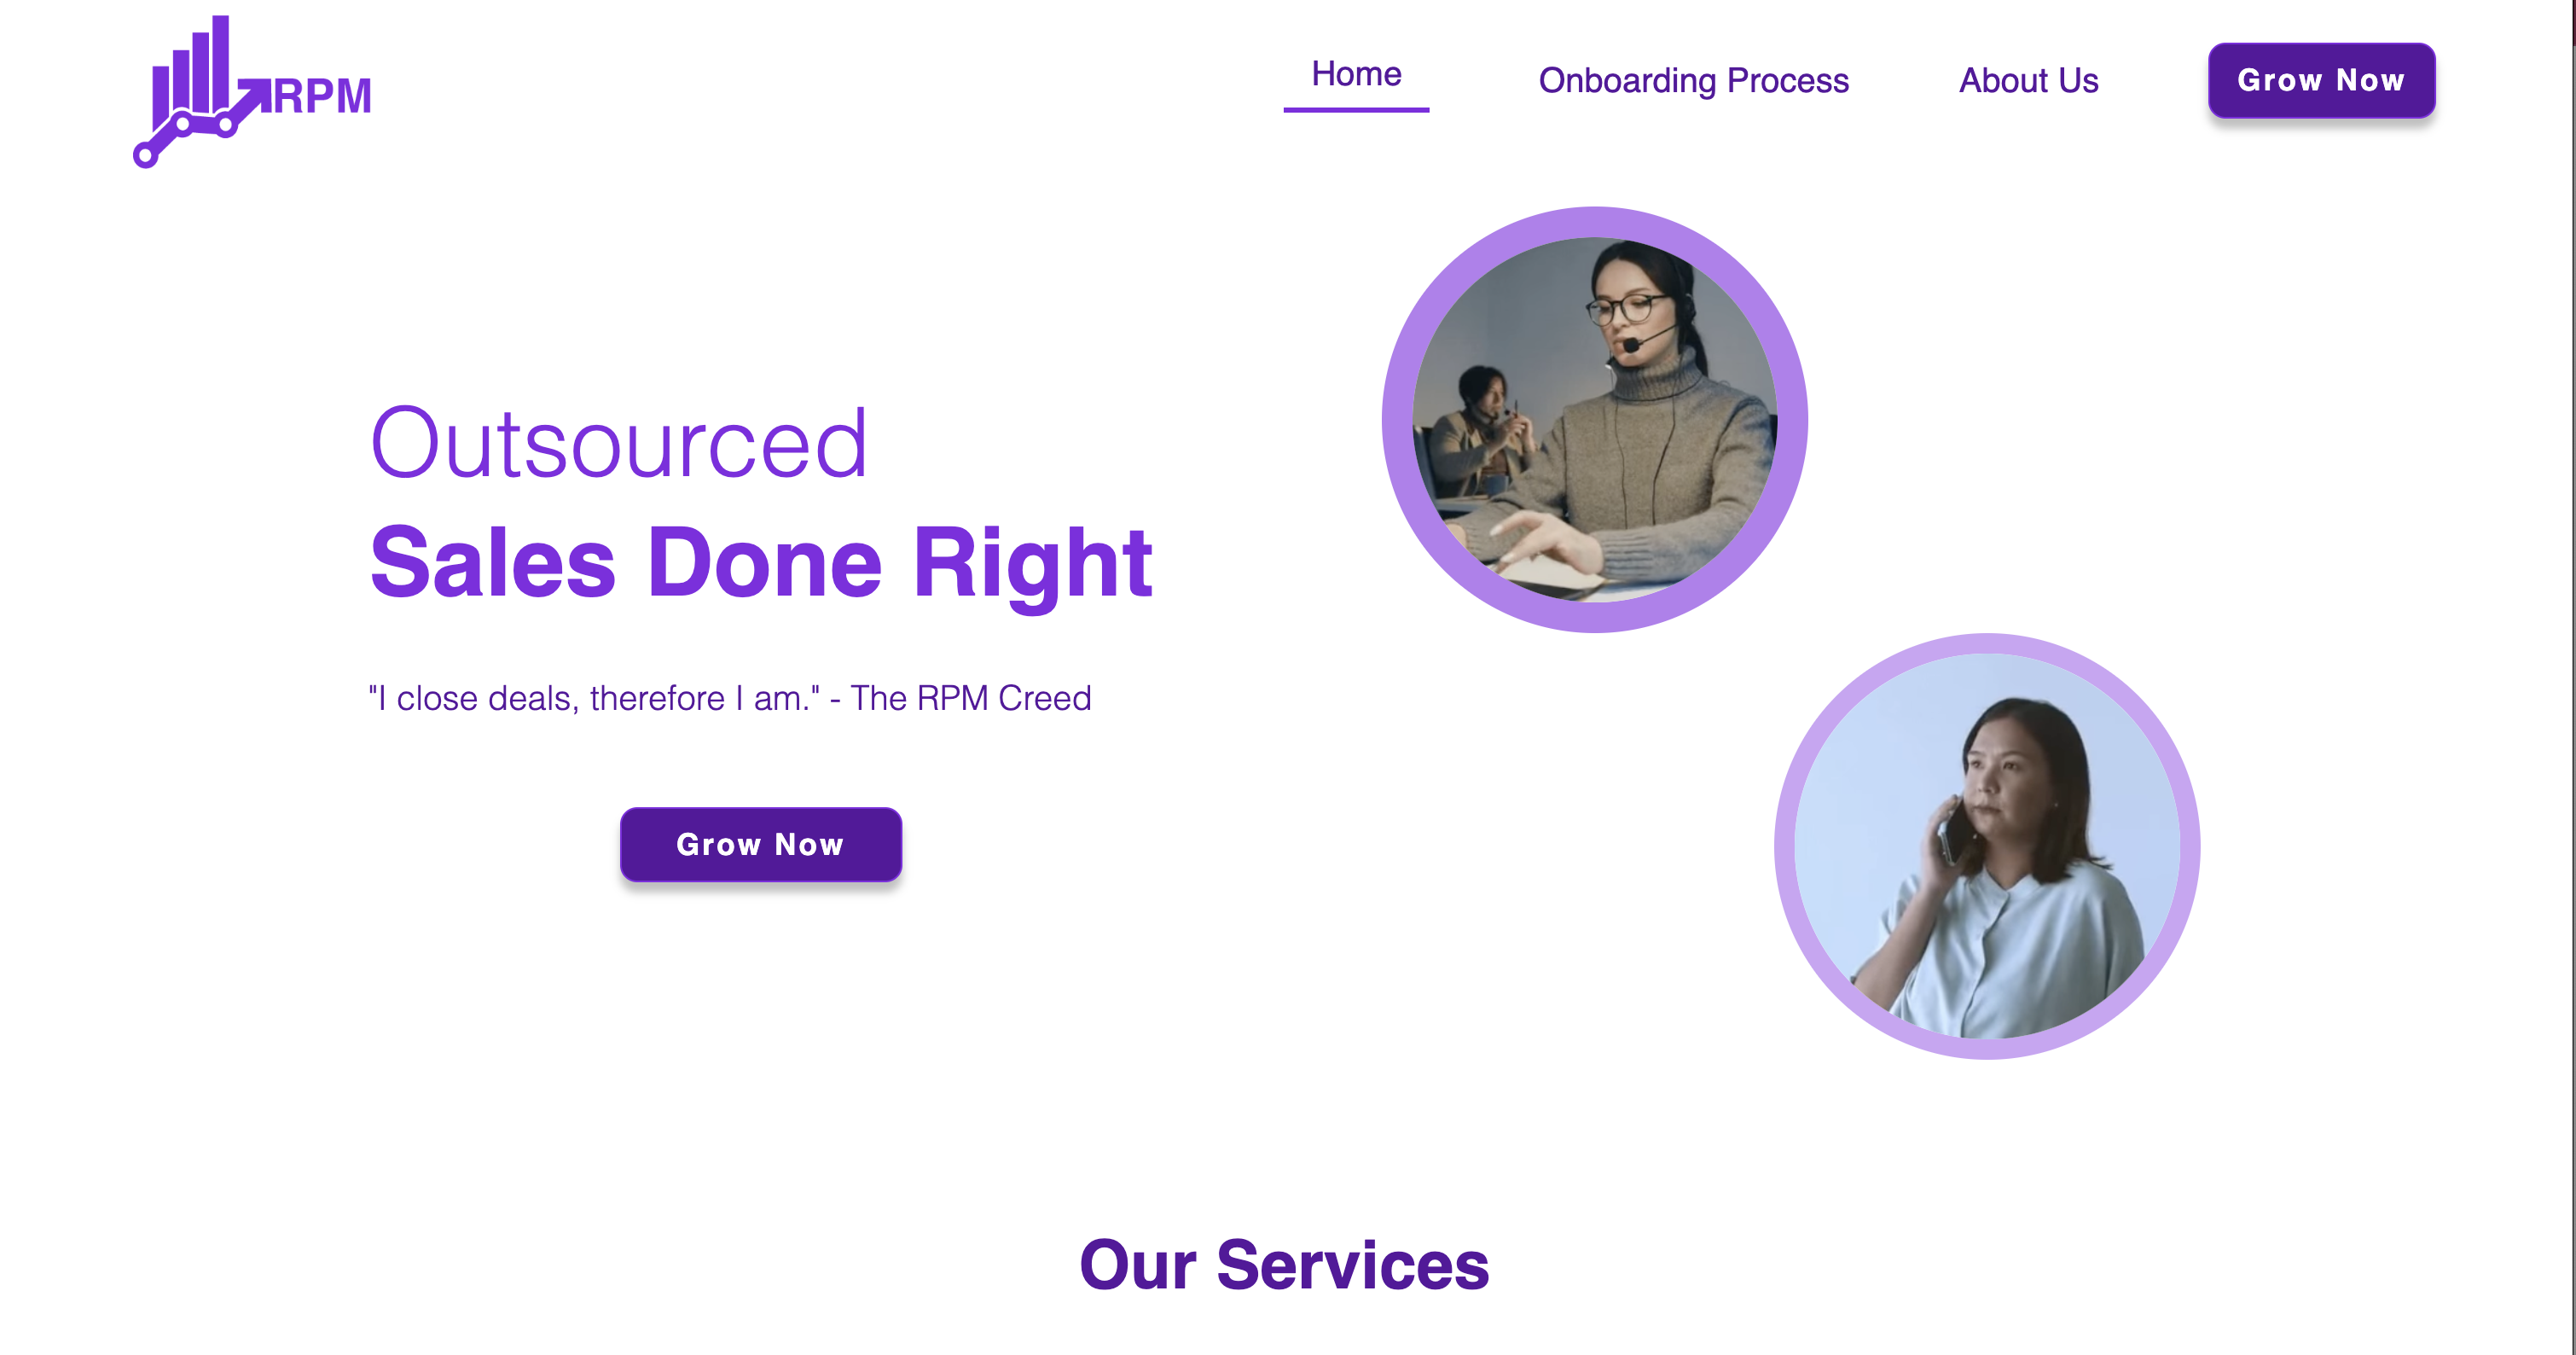 RPM
Home
Onboarding Process
About Us
Grow Now
Outsourced
Sales Done Right
"I close deals, therefore I am." - The RPM Creed
Grow Now
Our Services